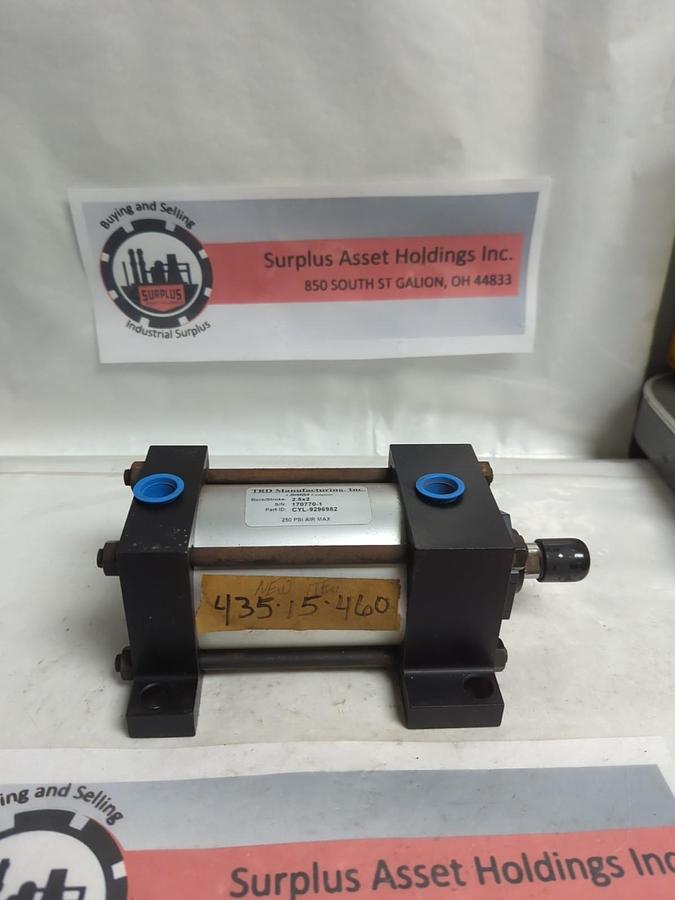 Buying and Selling
SURPLUS
Industrial Surplus
Surplus Asset Holdings Inc.
850 SOUTH ST GALION, OH 44833
TRD Manufacturing, Inc.
Bore/Stroke: 2.5x2
S/N: 170770-1
Part ID: CYL-9296982
250 PSI AIR MAX
NEW ITEM
435-15-460
ing and Selling
Surplus Asset Holdings Inc